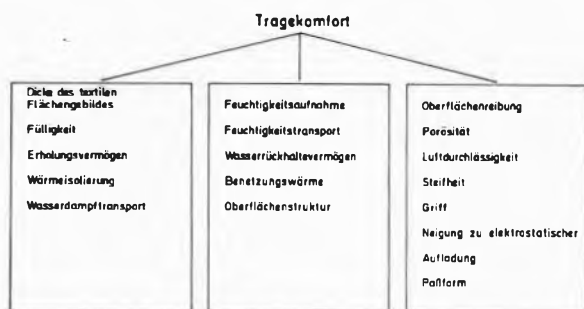 Tragekomfort
Dicke des textilen
Flächengebildes
Fülligkeit
Erholungsvermögen
Wärmeisolierung
Wasserdampftransport
Feuchtigkeitsaufnahme
Feuchtigkeitstransport
Wasserrückhaltevermögen
Benetzungswärme
Oberflächenstruktur
Oberflächenreibung
Porösität
Luftdurchlässigkeit
Steifheit
Griff
Neigung zu elektrostatischer
Aufladung
Paßform